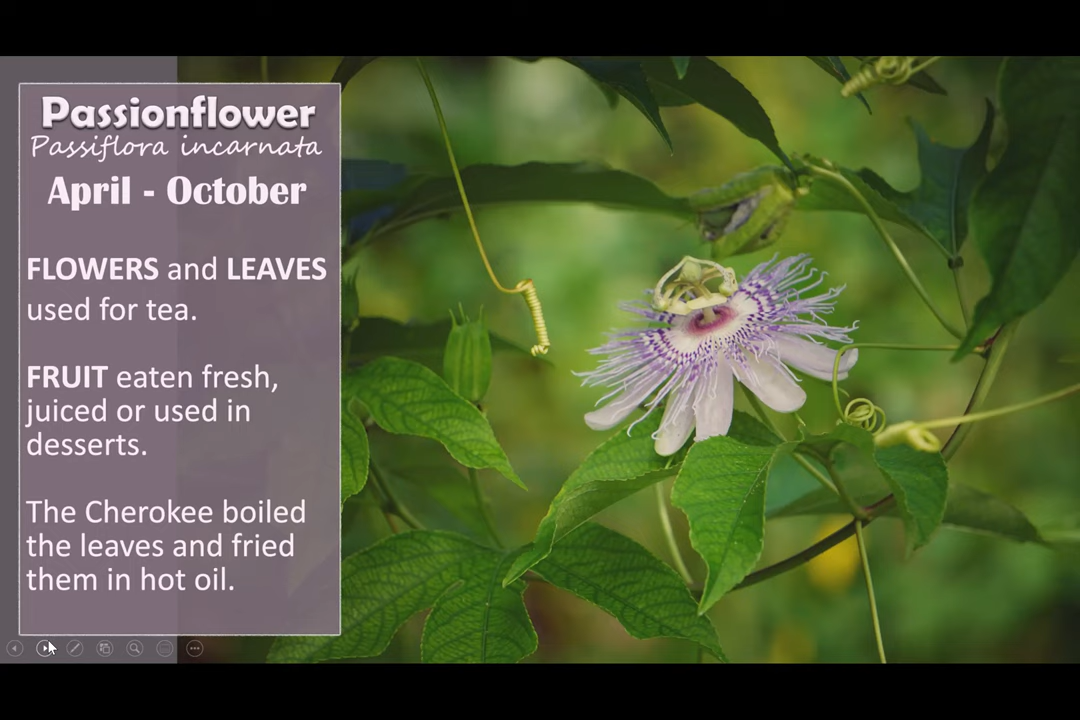 Passionflower
Passiflora incarnata
April - October
FLOWERS and LEAVES
used for tea.
FRUIT eaten fresh,
juiced or used in
desserts.
The Cherokee boiled
the leaves and fried
them in hot oil.